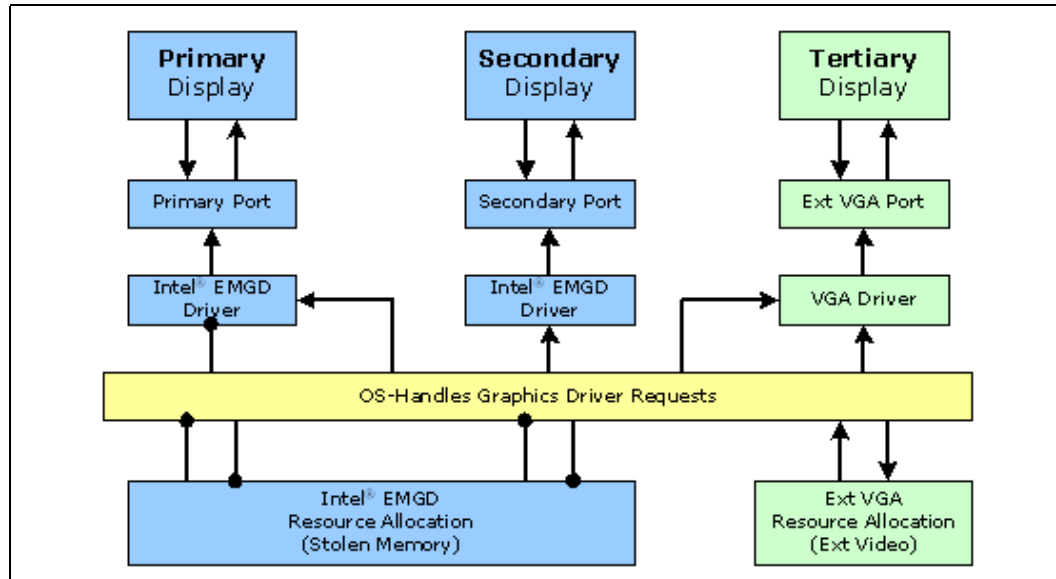 Primary
Display
Secondary
Display
Tertiary
Display
Primary Port
Secondary Port
Ext VGA Port
Intel® EMGD
Driver
Intel® EMGD
Driver
VGA Driver
OS-Handles Graphics Driver Requests
Intel® EMGD
Resource Allocation
(Stolen Memory)
Ext VGA
Resource Allocation
(Ext Video)